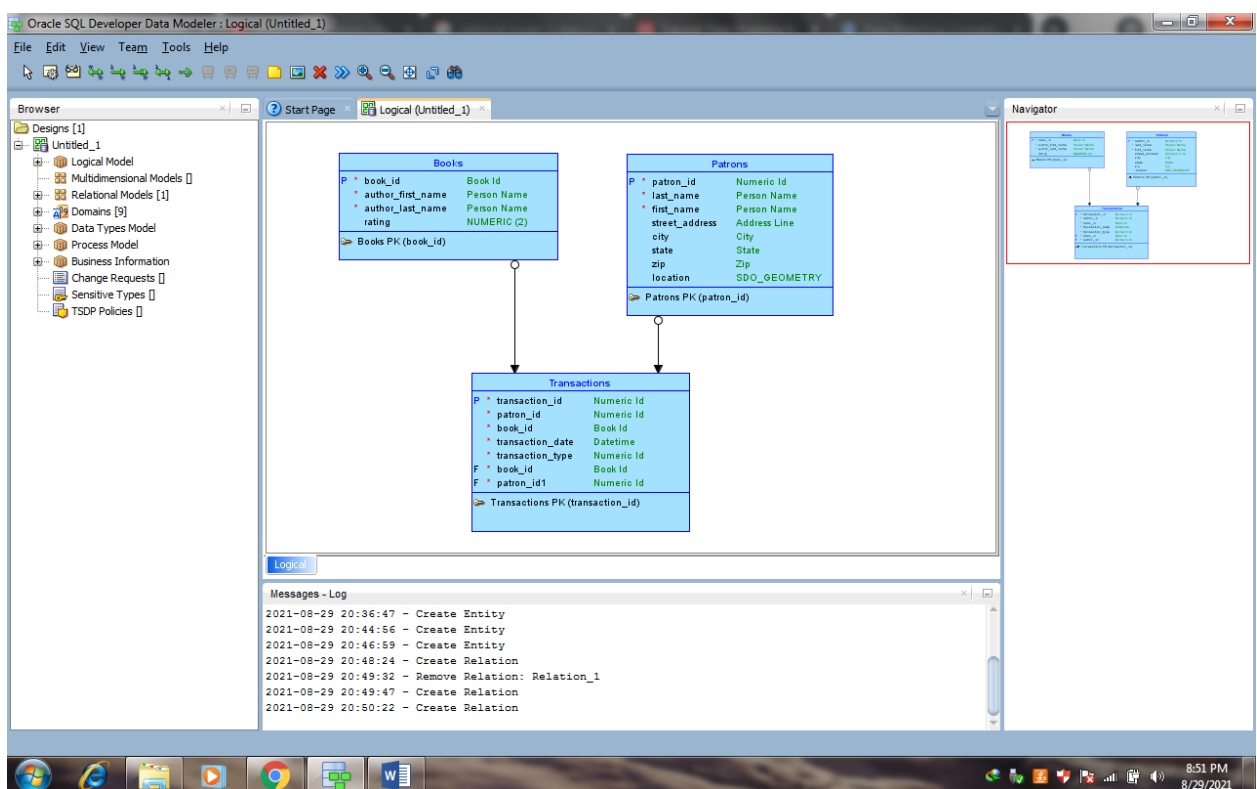 Oracle SQL Developer Data Modeler : Logical (Untitled_1)
File Edit View Team Tools Help
Browser
Designs [1]
Untitled_1
Logical Model
Multidimensional Models []
Relational Models [1]
Domains [9]
Data Types Model
Process Model
Business Information
Change Requests []
Sensitive Types []
TSDP Policies []
Start Page
Logical (Untitled_1)
Books
P * book_id Book Id
* author_first_name Person Name
* author_last_name Person Name
rating NUMERIC (2)
Books PK (book_id)
Patrons
P * patron_id Numeric Id
* last_name Person Name
* first_name Person Name
street_address Address Line
city City
state State
zip Zip
location SDO_GEOMETRY
Patrons PK (patron_id)
Transactions
P * transaction_id Numeric Id
* patron_id Numeric Id
* book_id Book Id
* transaction_date Datetime
* transaction_type Numeric Id
F * book_id Book Id
F * patron_id1 Numeric Id
Transactions PK (transaction_id)
Logical
Messages - Log
2021-08-29 20:36:47 - Create Entity
2021-08-29 20:44:56 - Create Entity
2021-08-29 20:46:59 - Create Entity
2021-08-29 20:48:24 - Create Relation
2021-08-29 20:49:32 - Remove Relation: Relation_1
2021-08-29 20:49:47 - Create Relation
2021-08-29 20:50:22 - Create Relation
Navigator
8:51 PM
8/29/2021